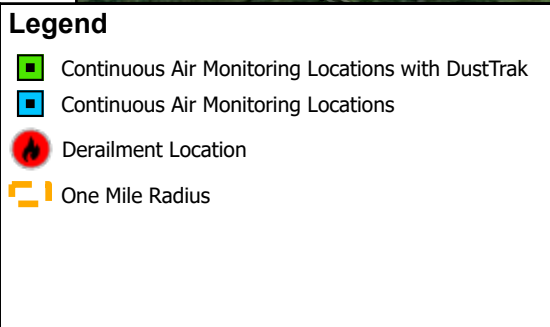 Legend
Continuous Air Monitoring Locations with DustTrak
Continuous Air Monitoring Locations
Derailment Location
One Mile Radius